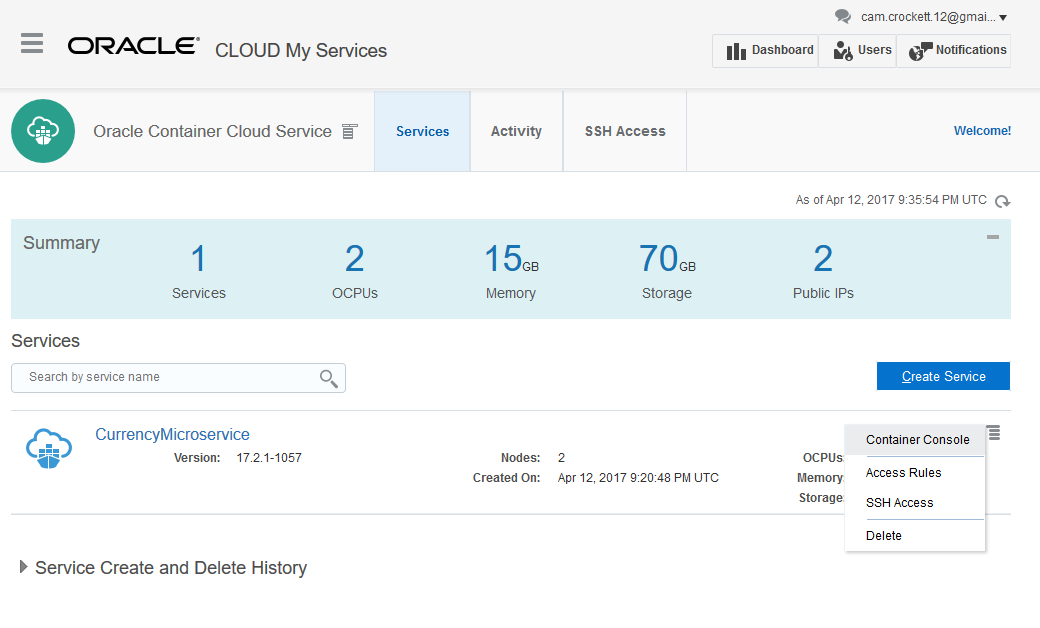 cam.crockett.12@gmai...
ORACLE CLOUD My Services
Dashboard Users Notifications
Oracle Container Cloud Service Services Activity SSH Access Welcome!
As of Apr 12, 2017 9:35:54 PM UTC
Summary
1 2 15GB 70GB 2
Services OCPUs Memory Storage Public IPs
Services
Search by service name
Create Service
CurrencyMicroservice
Container Console
Version: 17.2.1-1057 Nodes: 2 OCPUs:
Created On: Apr 12, 2017 9:20:48 PM UTC Memory:
Access Rules
Storage:
SSH Access
Delete
Service Create and Delete History